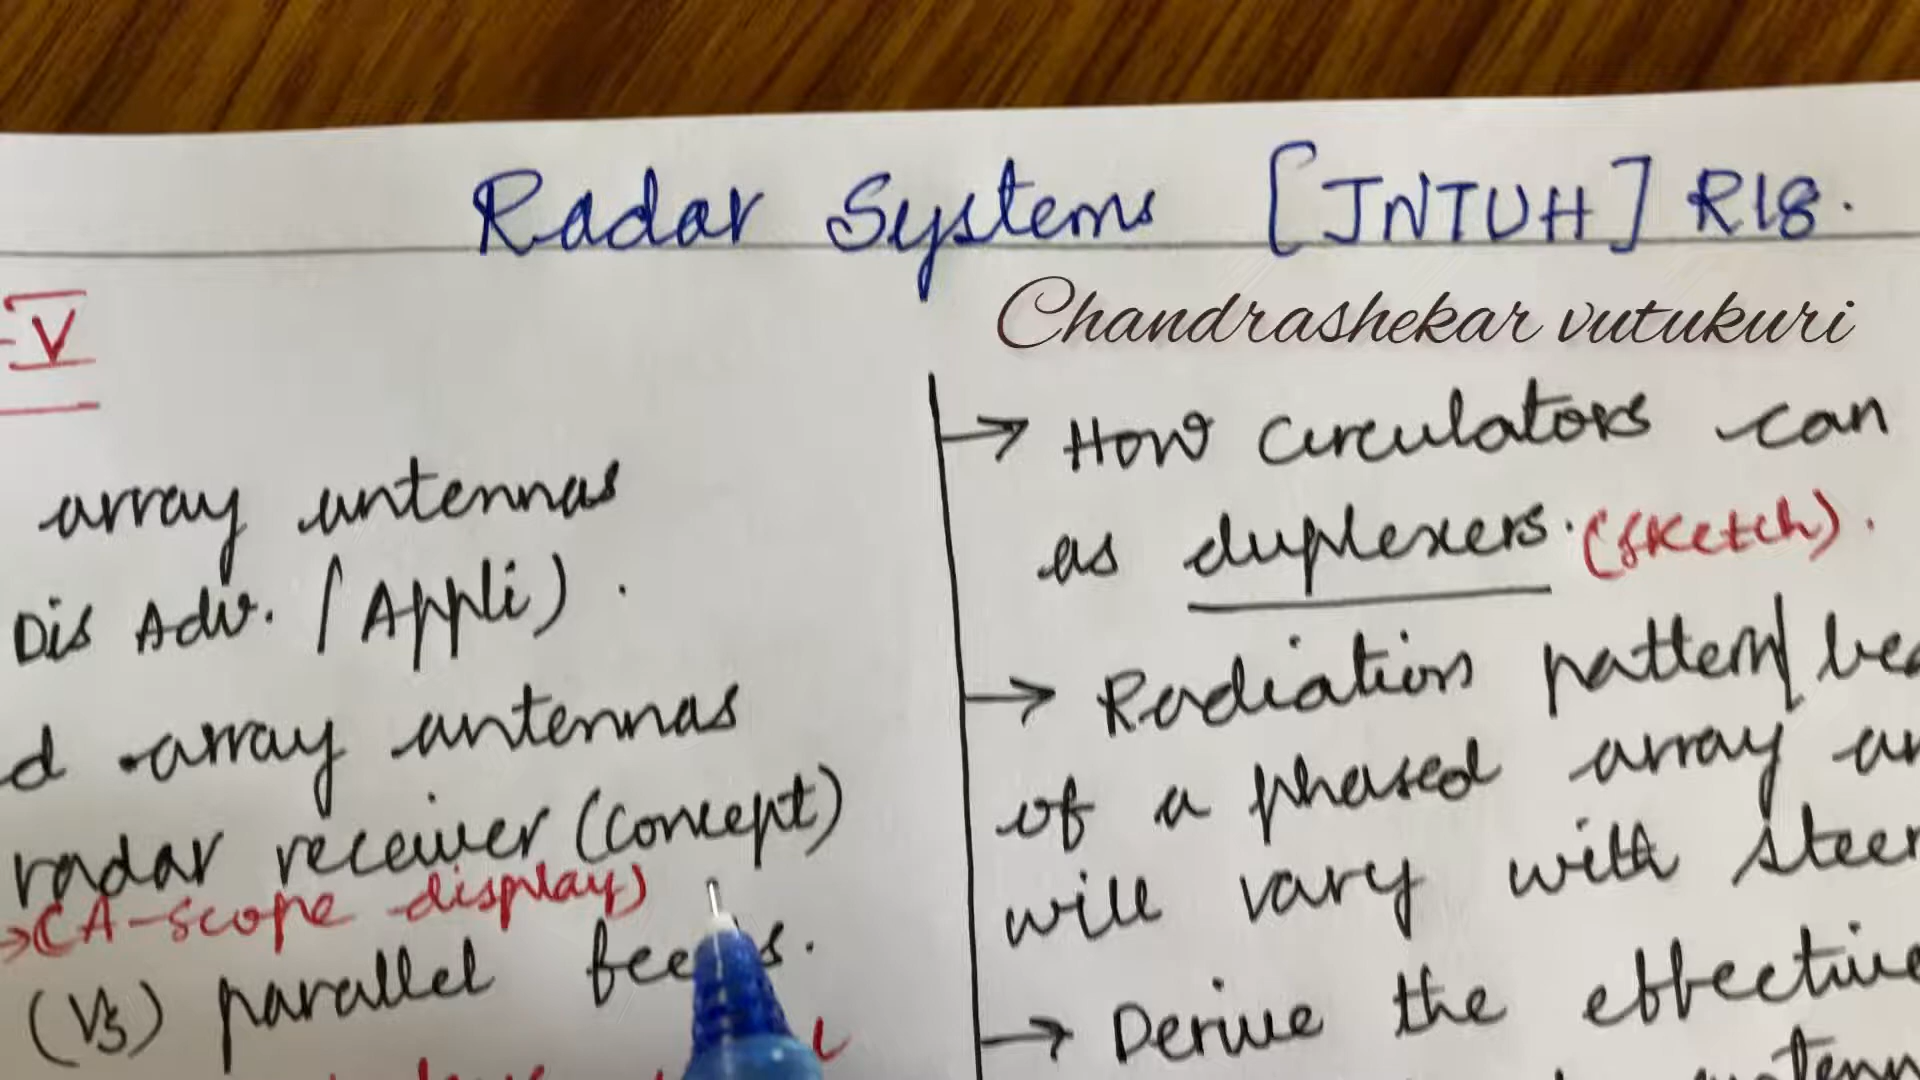 Radar Systems [JNTUH] R18.
Chandrashekar vutukuri
-V
array antennas
Dis Adv. / Appli) .
d array antennas
radar receiver (concept)
→ (A-scope display)
(Vs) parallel
→ How circulators can
as duplexers. (sketch).
→ Radiation pattern/
of a phased array
will vary with
→ Derive the effective